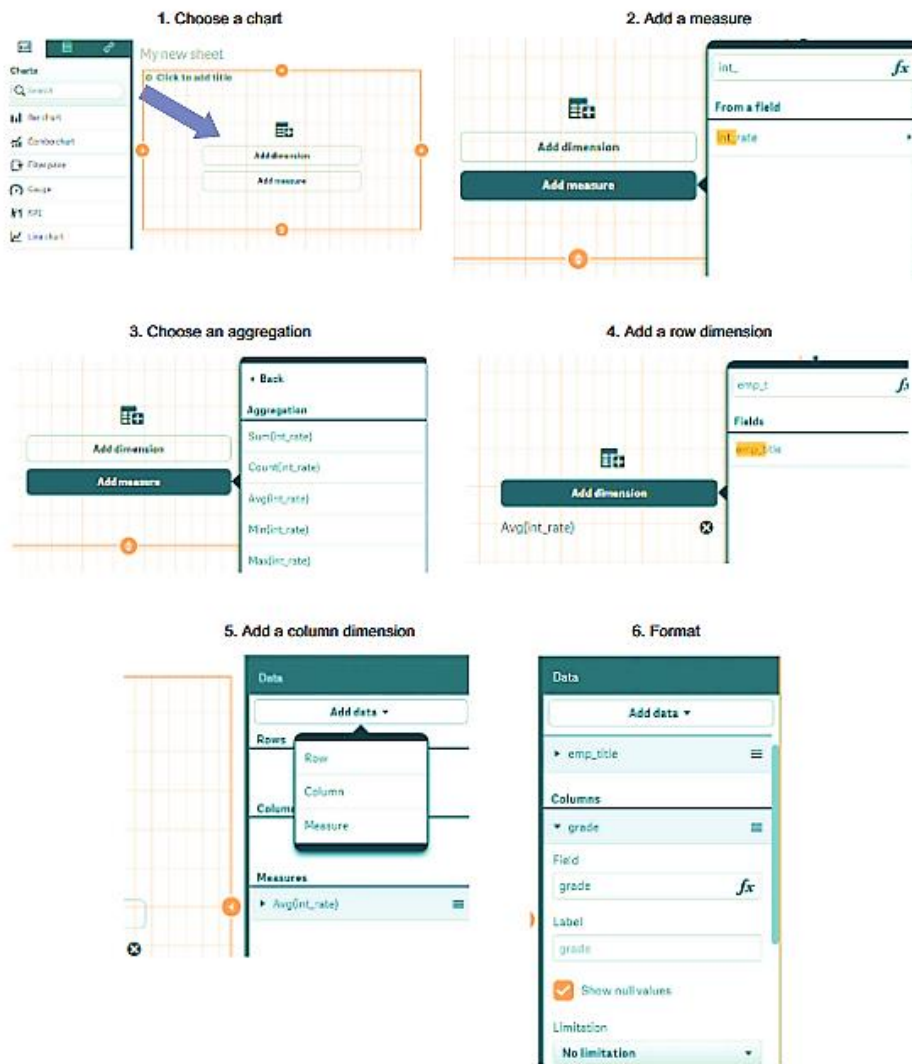 1. Choose a chart
My new sheet
Click to add title
Charts
Search
Bar chart
Combo chart
Filter pane
Gauge
KPI
Line chart
Add dimension
Add measure
2. Add a measure
int_
fx
From a field
int_rate
Add dimension
Add measure
3. Choose an aggregation
Back
Aggregation
Sum(int_rate)
Count(int_rate)
Avg(int_rate)
Min(int_rate)
Max(int_rate)
Add dimension
Add measure
4. Add a row dimension
emp_t
Fields
emp_title
Add dimension
Avg(int_rate)
5. Add a column dimension
Data
Add data
Rows
Row
Column
Measure
Measures
Avg(int_rate)
6. Format
Data
Add data
emp_title
Columns
grade
Field
grade
fx
Label
grade
Show null values
Limitation
No limitation